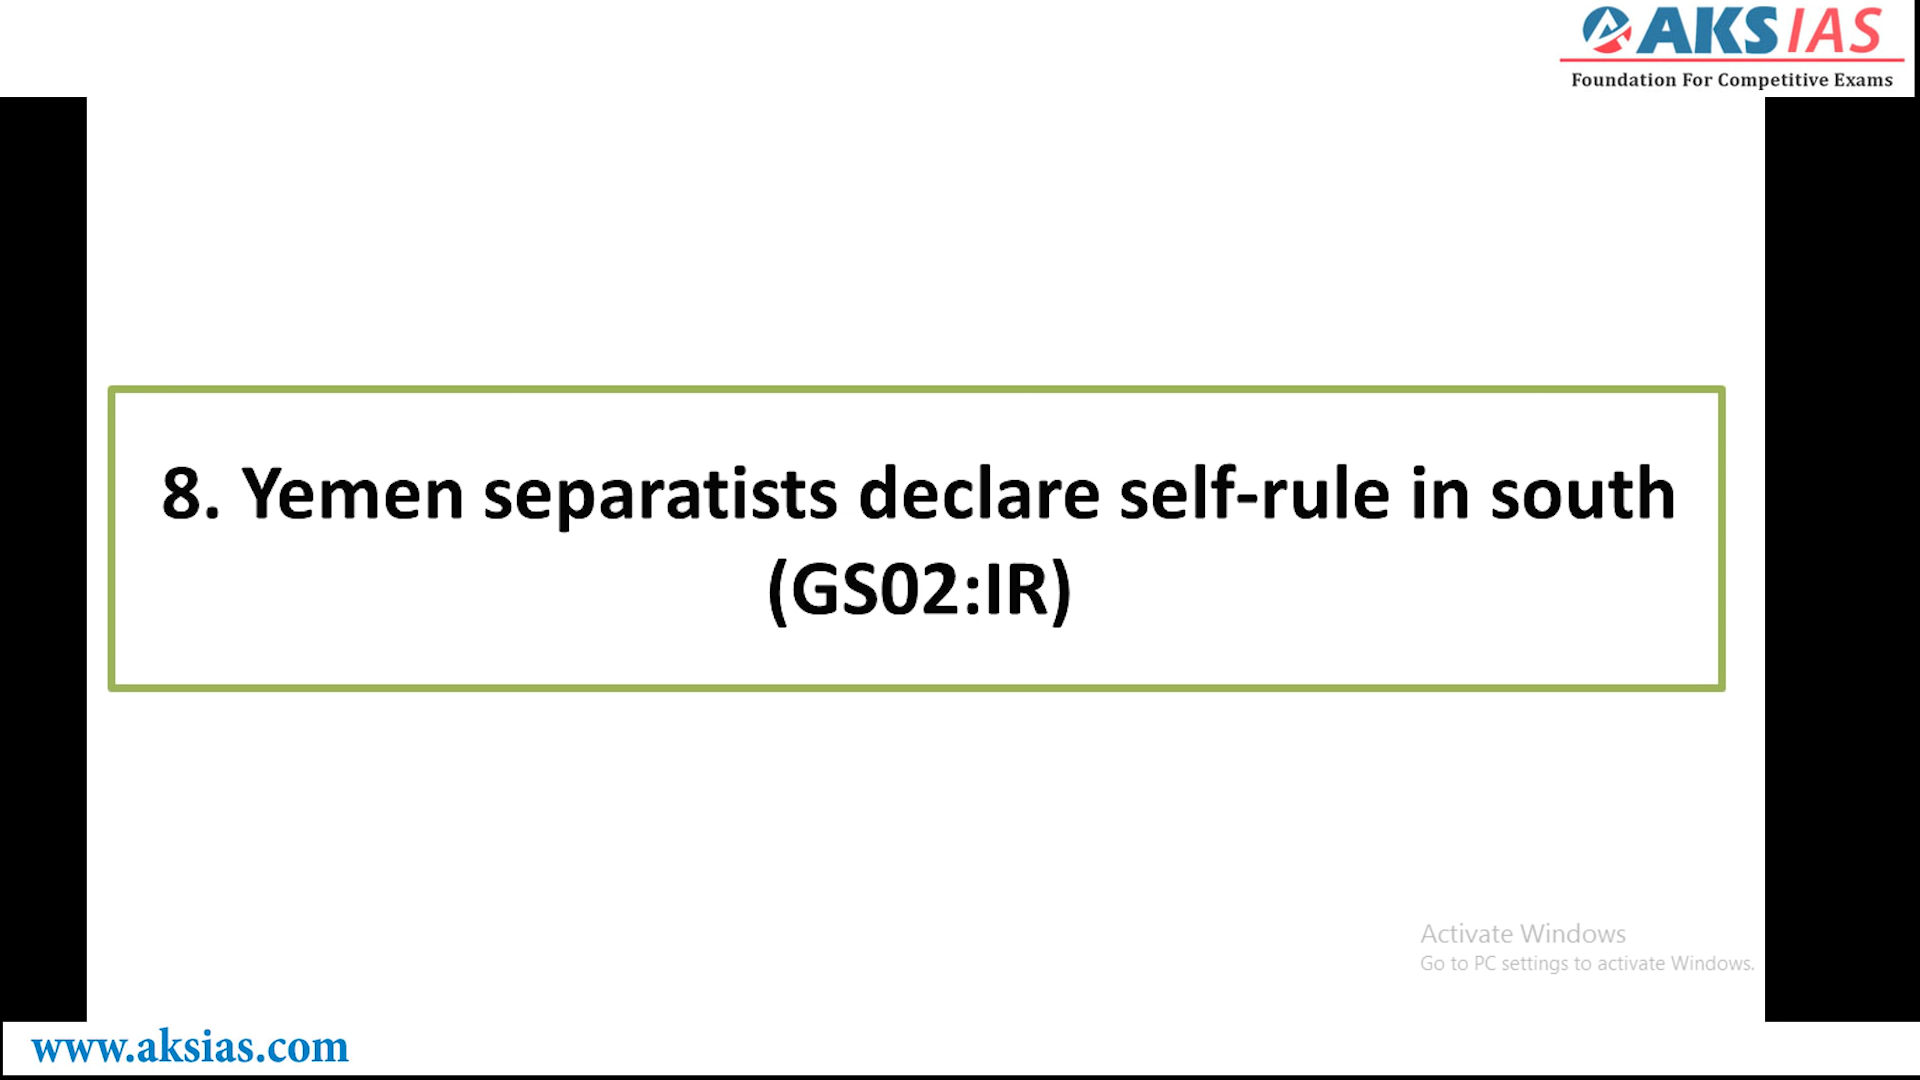 AKS IAS
Foundation For Competitive Exams
8. Yemen separatists declare self-rule in south
(GS02:IR)
Activate Windows
Go to PC settings to activate Windows.
www.aksias.com